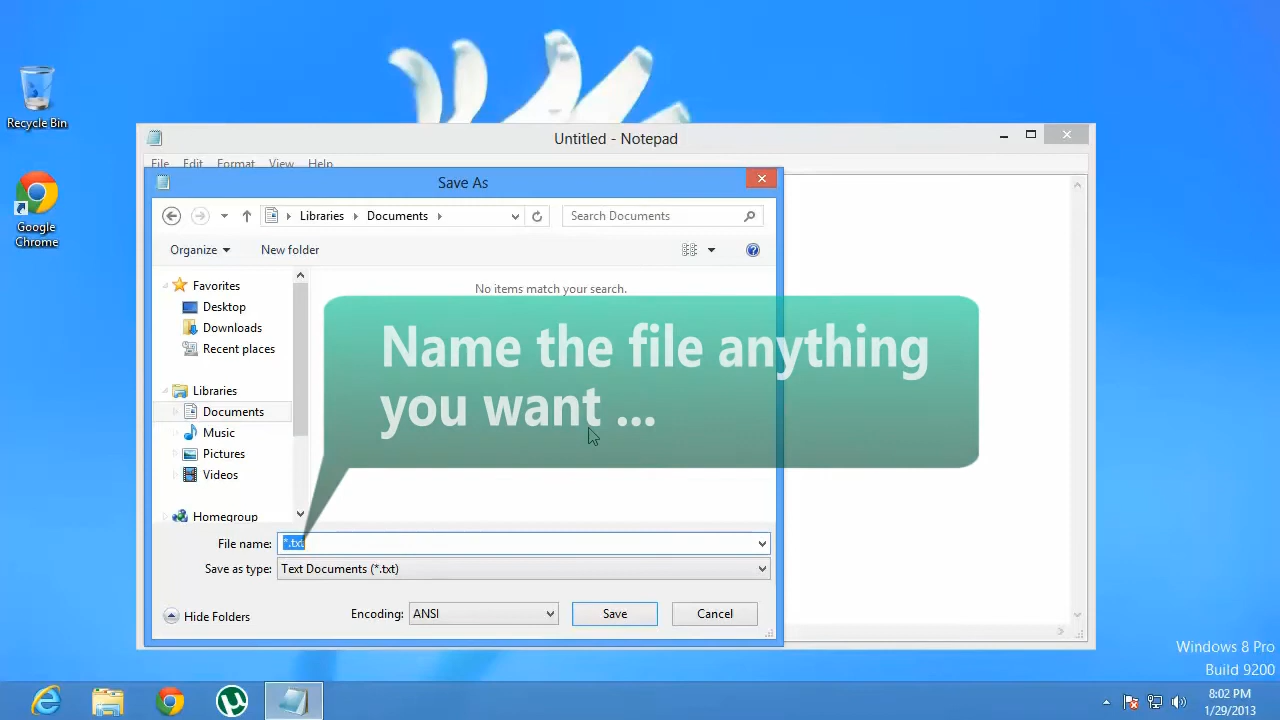 Recycle Bin
Google
Chrome
Untitled - Notepad
File Edit Format View Help
Save As
Libraries Documents
Search Documents
Organize New folder
Favorites
Desktop
Downloads
Recent places
Libraries
Documents
Music
Pictures
Videos
Homegroup
No items match your search.
Name the file anything
you want ...
File name: *.txt
Save as type: Text Documents (*.txt)
Hide Folders
Encoding: ANSI
Save
Cancel
Windows 8 Pro
Build 9200
8:02 PM
1/29/2013